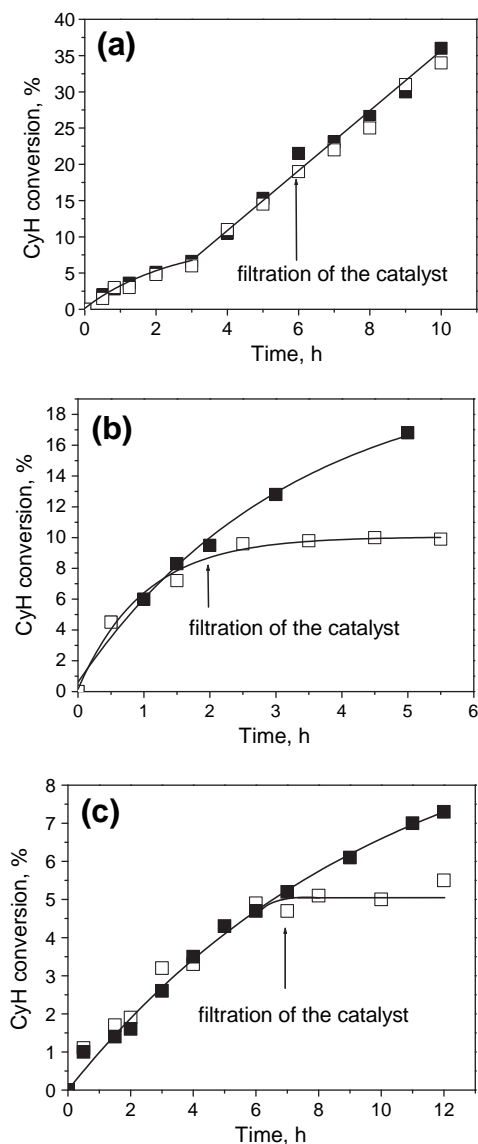 (a)
CyH conversion, %
40
35
30
25
20
15
10
5
0
filtration of the catalyst
0 2 4 6 8 10
Time, h
(b)
CyH conversion, %
18
16
14
12
10
8
6
4
2
0
filtration of the catalyst
0 1 2 3 4 5 6
Time, h
(c)
CyH conversion, %
8
7
6
5
4
3
2
1
0
filtration of the catalyst
0 2 4 6 8 10 12
Time, h